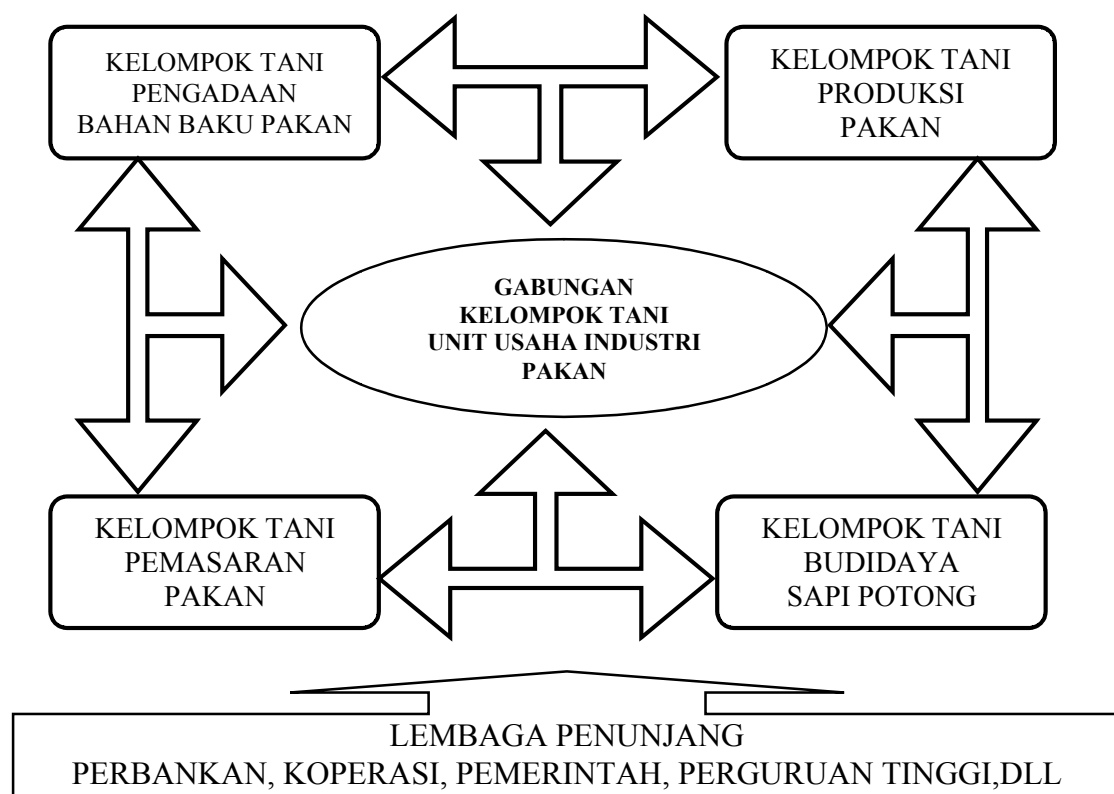 KELOMPOK TANI
PENGADAAN
BAHAN BAKU PAKAN
KELOMPOK TANI
PRODUKSI
PAKAN
GABUNGAN
KELOMPOK TANI
UNIT USAHA INDUSTRI
PAKAN
KELOMPOK TANI
PEMASARAN
PAKAN
KELOMPOK TANI
BUDIDAYA
SAPI POTONG
LEMBAGA PENUNJANG
PERBANKAN, KOPERASI, PEMERINTAH, PERGURUAN TINGGI,DLL